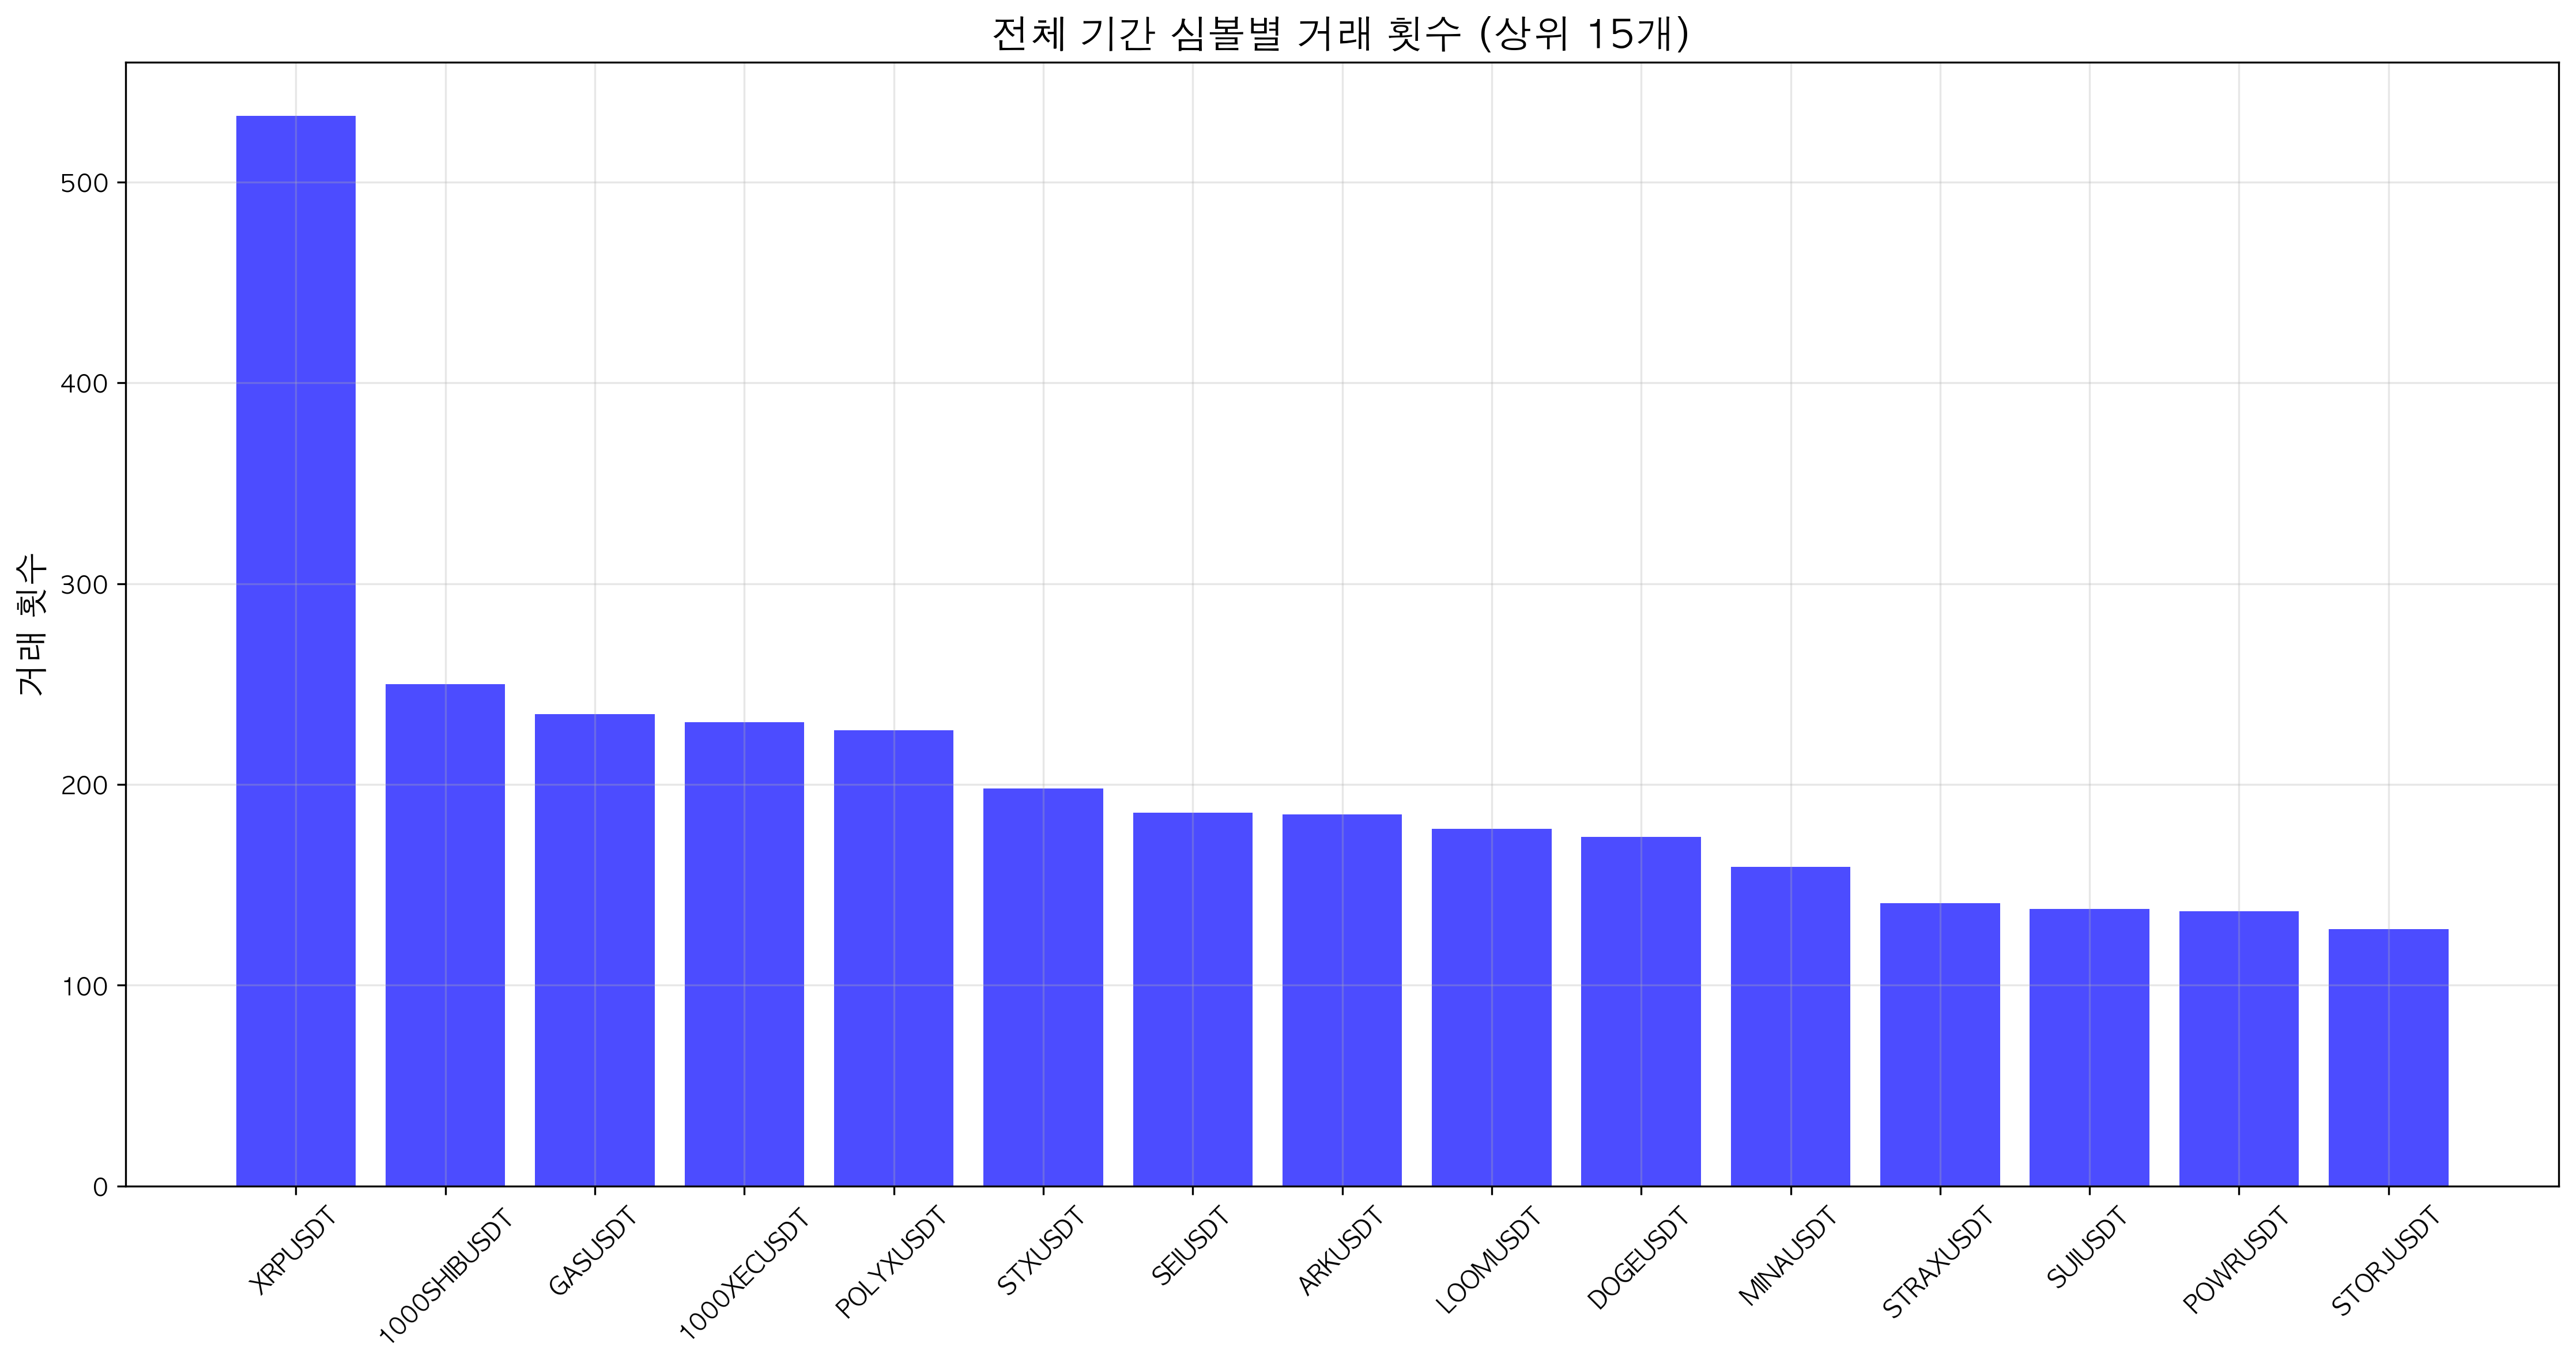 전체 기간 심볼별 거래 횟수 (상위 15개)
거래 횟수
500
400
300
200
100
0
XRPUSDT
1000SHIBUSDT
GASUSDT
1000XECUSDT
POLYXUSDT
STXUSDT
SEIUSDT
ARKUSDT
LOOMUSDT
DOGEUSDT
MINAUSDT
STRAXUSDT
SUIUSDT
POWRUSDT
STORJUSDT